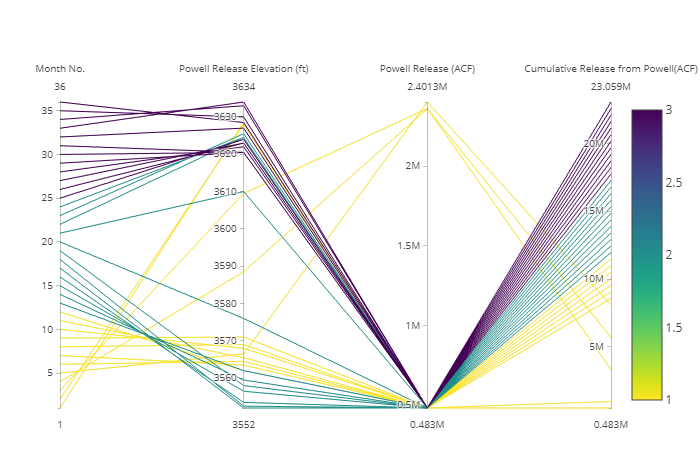 Month No. Powell Release Elevation (ft) Powell Release (ACF) Cumulative Release from Powell(ACF)
36 3634 2.4013M 23.059M
35 30 25 20 15 10 5
3630 3620 3610 3600 3590 3580 3570 3560
2M 1.5M 1M 0.5M
20M 15M 10M 5M
3 2.5 2 1.5 1
1 3552 0.483M 0.483M